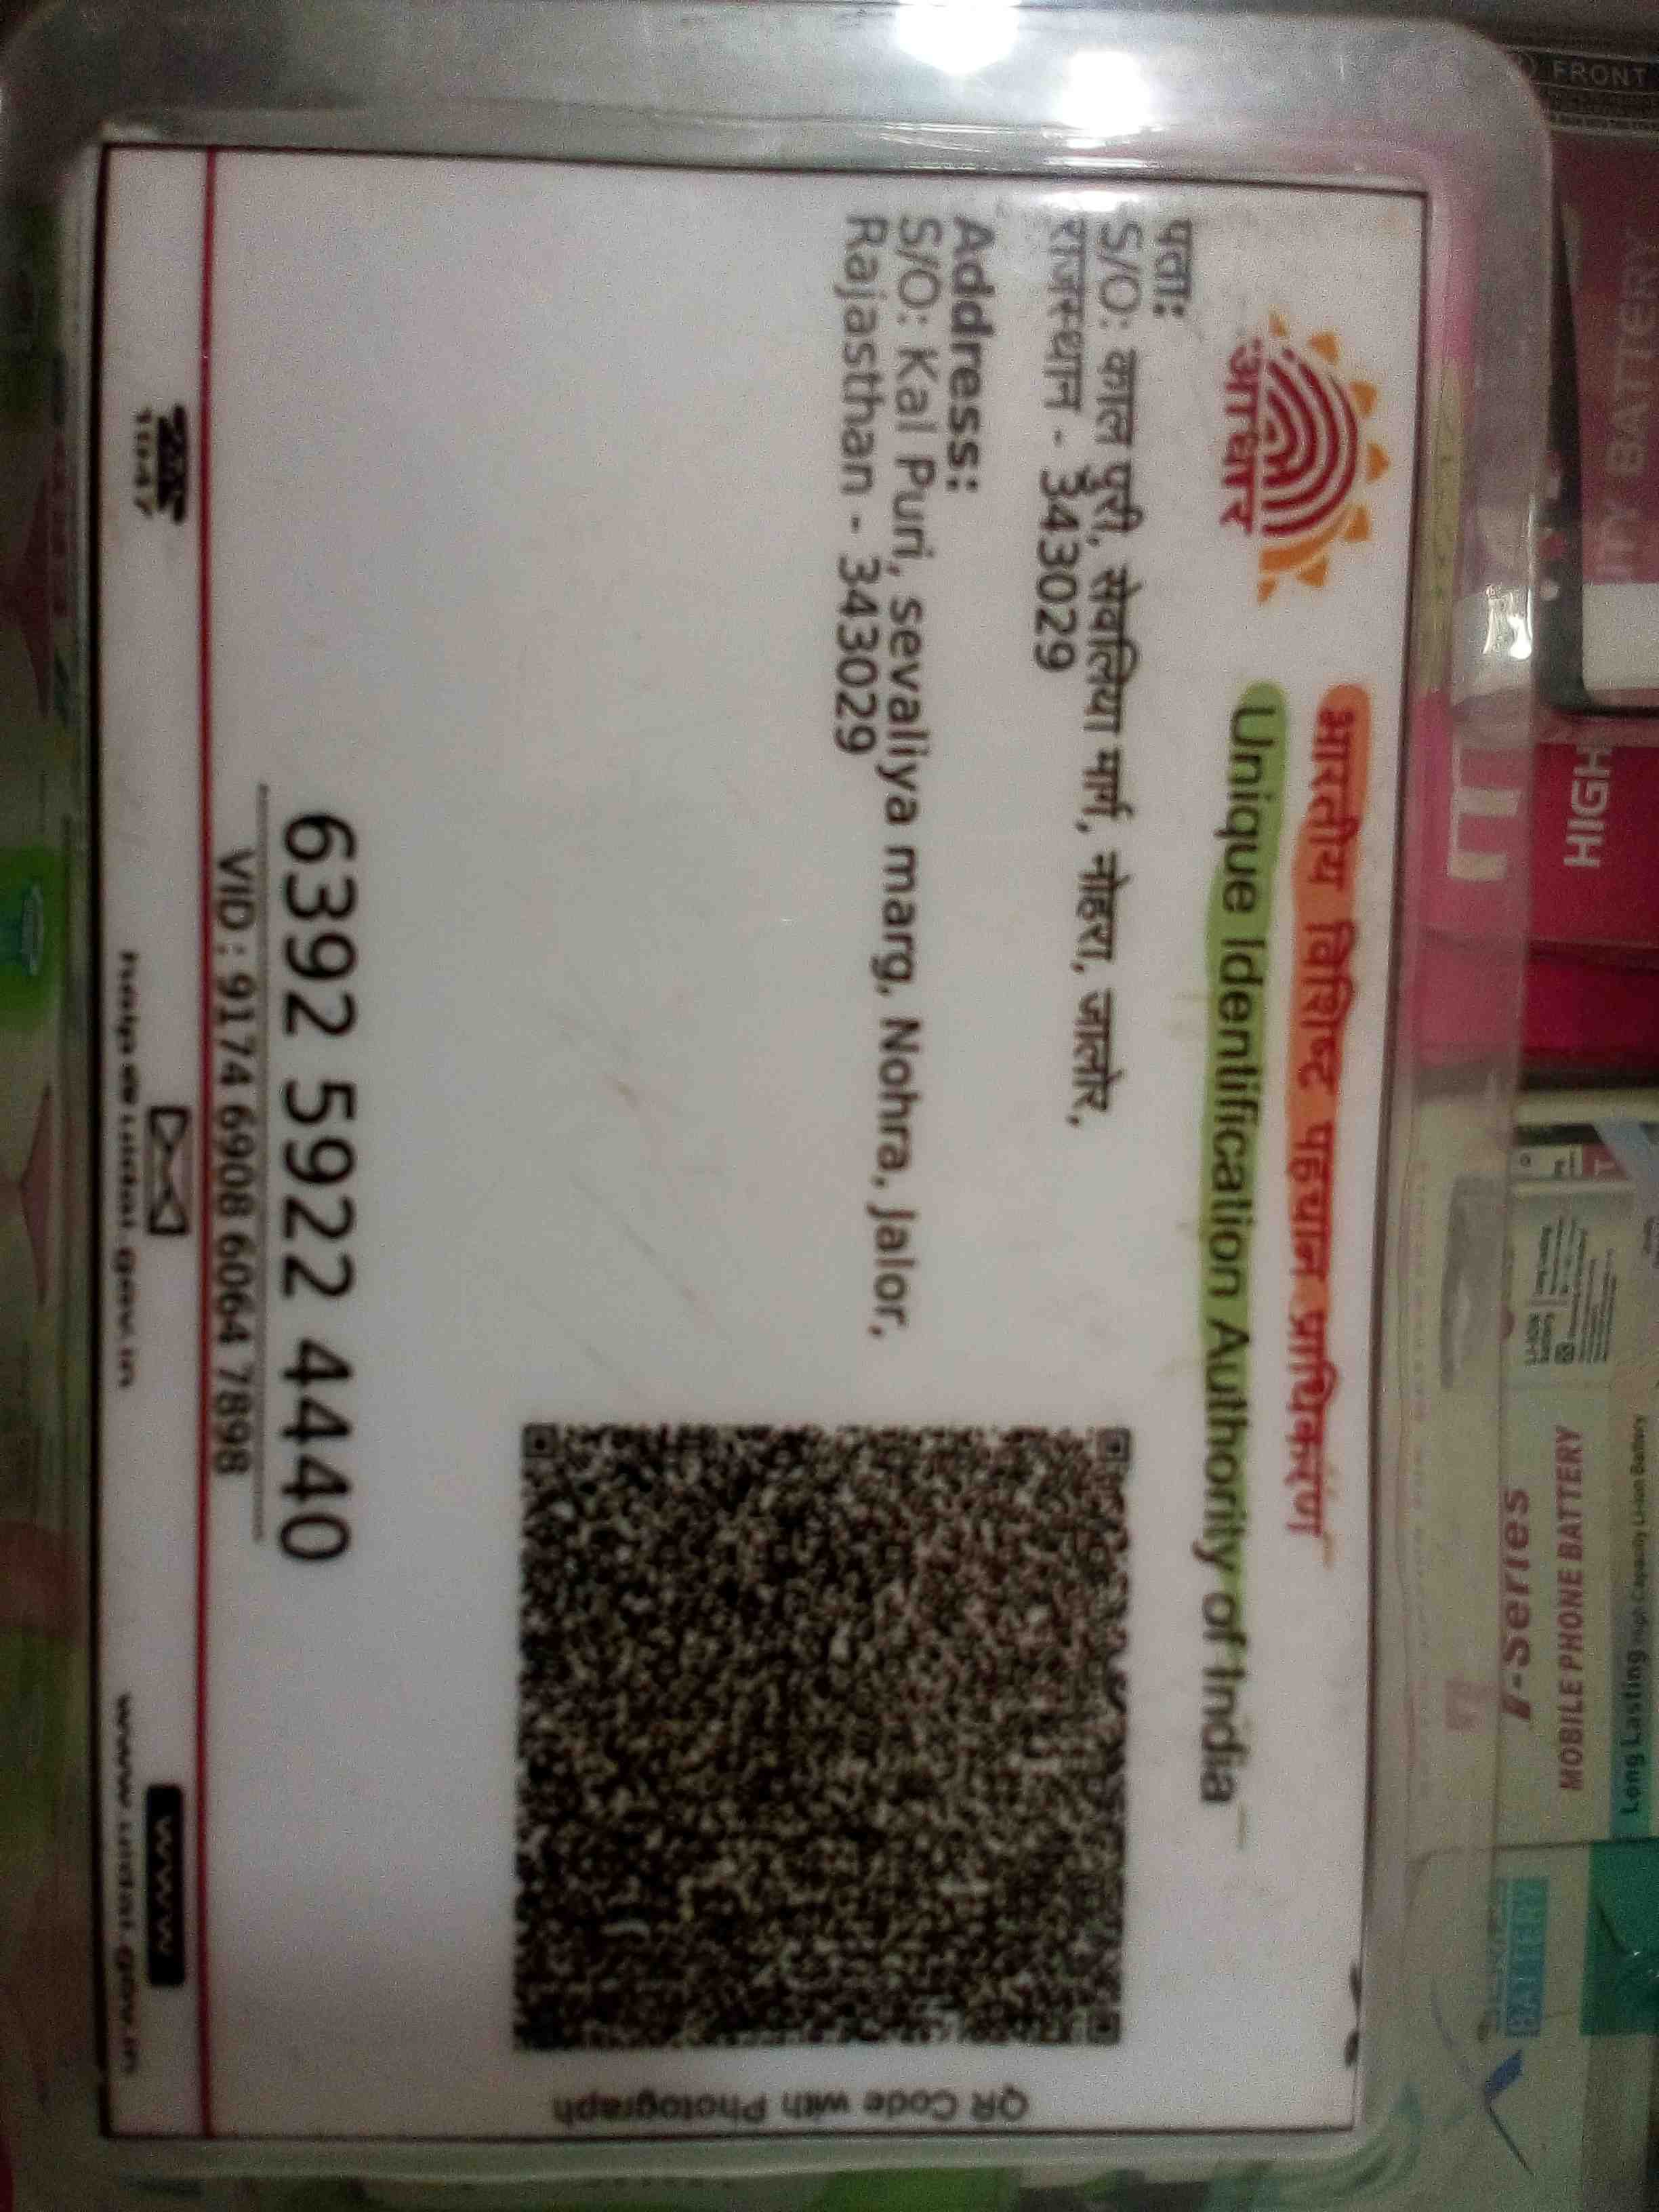 आधार
भारतीय विशिष्ट पहचान प्राधिकरण
Unique Identification Authority of India
पता:
S/O: काल पुरी, सेवलिया मार्ग, नोहरा, जालोर,
राजस्थान - 343029
Address:
S/O: Kal Puri, sevaliya marg, Nohra, Jalor,
Rajasthan - 343029
QR Code with Photograph
6392 5922 4440
VID : 9174 6908 6064 7898
1947
help@uidai.gov.in
www
www.uidai.gov.in
FRONT
BATTERY
HIGH
i-Series
MOBILE PHONE BATTERY
Long Lasting High Capacity Li-ion Battery
BATTERY